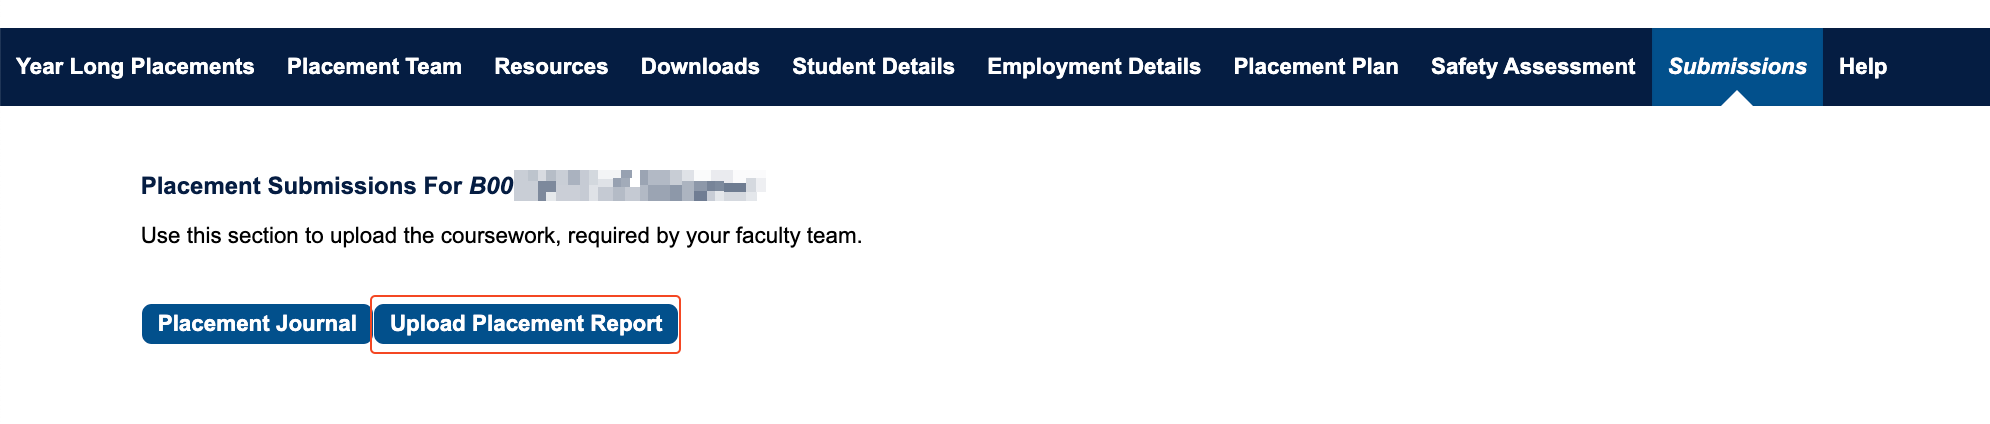 Year Long Placements Placement Team Resources Downloads Student Details Employment Details Placement Plan Safety Assessment Submissions Help
Placement Submissions For B00
Use this section to upload the coursework, required by your faculty team.
Placement Journal Upload Placement Report